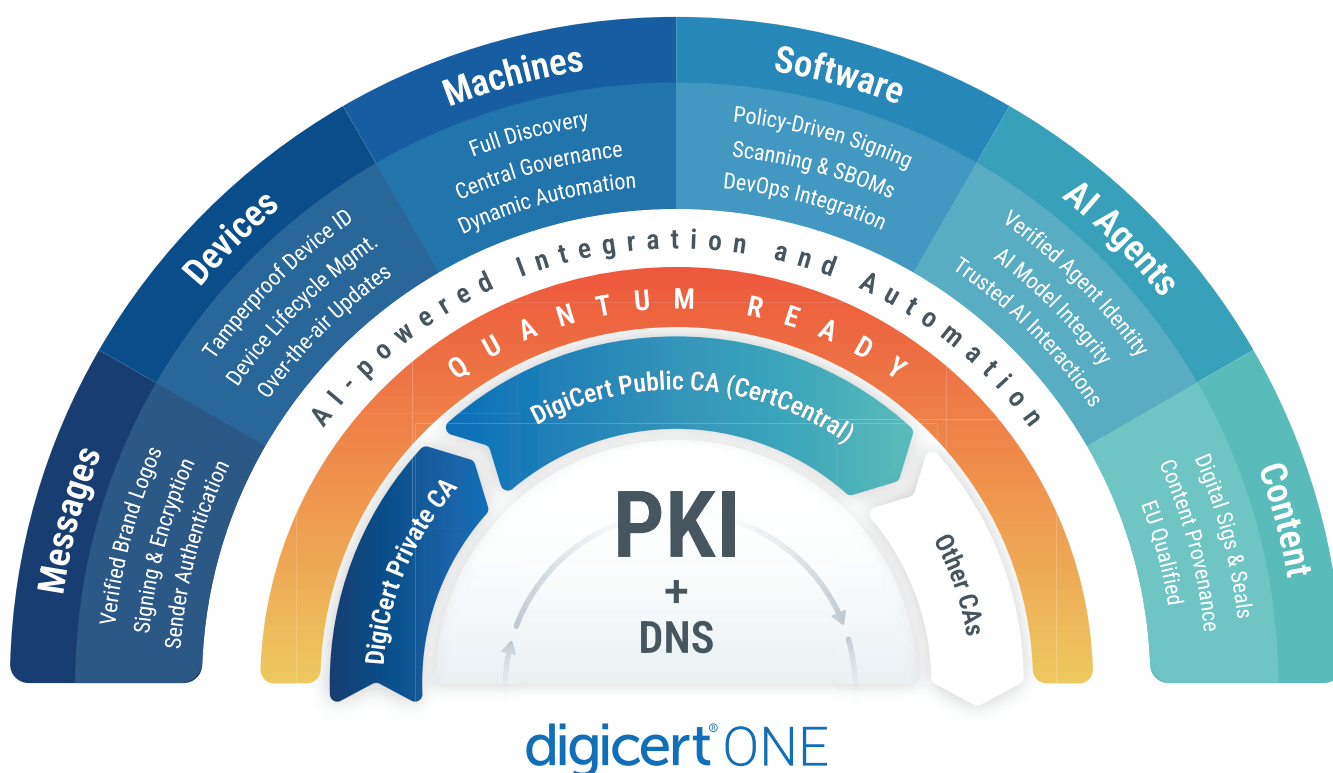 Messages
Verified Brand Logos
Signing & Encryption
Sender Authentication
Devices
Tamperproof Device ID
Device Lifecycle Mgmt.
Over-the-air Updates
Machines
Full Discovery
Central Governance
Dynamic Automation
Software
Policy-Driven Signing
Scanning & SBOMs
DevOps Integration
AI Agents
Verified Agent Identity
AI Model Integrity
Trusted AI Interactions
Content
Digital Sigs & Seals
Content Provenance
EU Qualified
AI-powered Integration and Automation
QUANTUM READY
DigiCert Private CA
DigiCert Public CA (CertCentral)
Other CAs
PKI
+
DNS
digicert® ONE